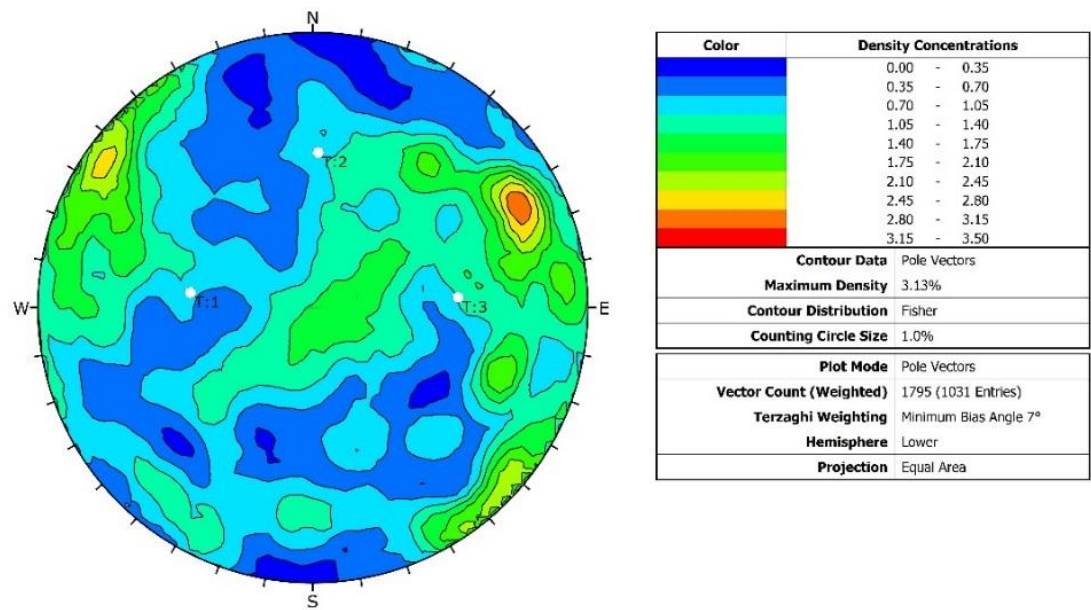 N
W
E
S
T:2
T:1
T:3
Color Density Concentrations
0.00 - 0.35
0.35 - 0.70
0.70 - 1.05
1.05 - 1.40
1.40 - 1.75
1.75 - 2.10
2.10 - 2.45
2.45 - 2.80
2.80 - 3.15
3.15 - 3.50
Contour Data Pole Vectors
Maximum Density 3.13%
Contour Distribution Fisher
Counting Circle Size 1.0%
Plot Mode Pole Vectors
Vector Count (Weighted) 1795 (1031 Entries)
Terzaghi Weighting Minimum Bias Angle 7°
Hemisphere Lower
Projection Equal Area